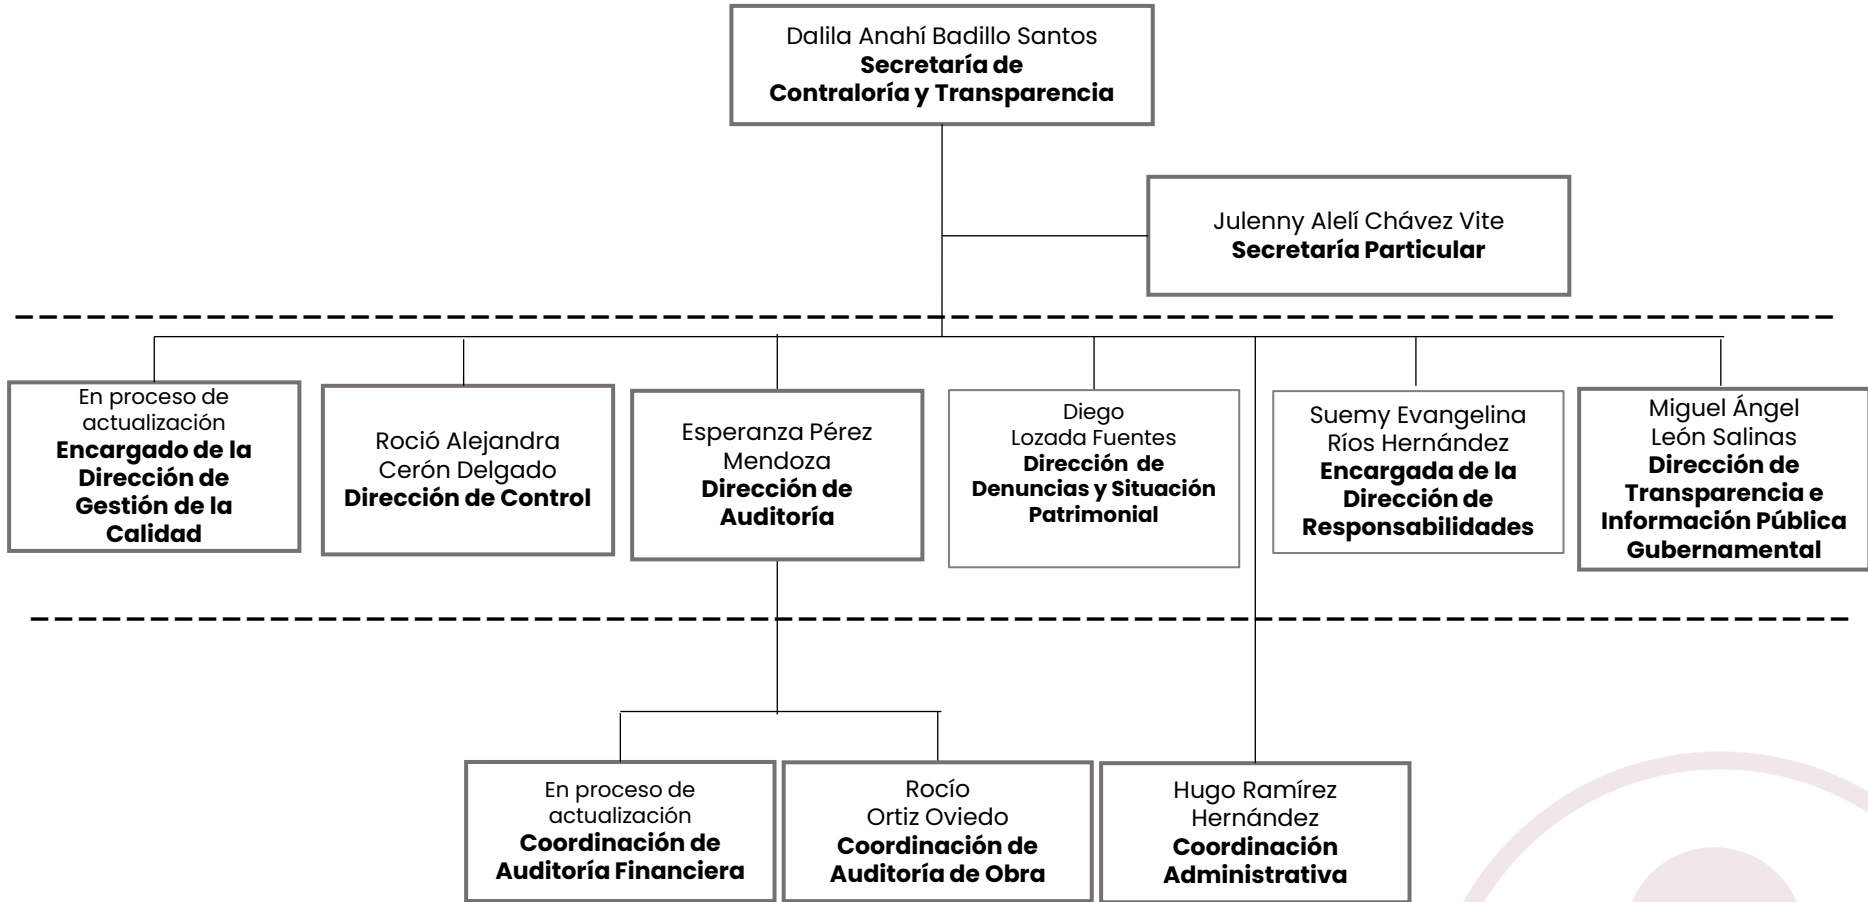 Dalila Anahí Badillo Santos
Secretaría de
Contraloría y Transparencia
Julenny Alelí Chávez Vite
Secretaría Particular
En proceso de
actualización
Encargado de la
Dirección de
Gestión de la
Calidad
Roció Alejandra
Cerón Delgado
Dirección de Control
Esperanza Pérez
Mendoza
Dirección de
Auditoría
Diego
Lozada Fuentes
Dirección de
Denuncias y Situación
Patrimonial
Suemy Evangelina
Ríos Hernández
Encargada de la
Dirección de
Responsabilidades
Miguel Ángel
León Salinas
Dirección de
Transparencia e
Información Pública
Gubernamental
En proceso de
actualización
Coordinación de
Auditoría Financiera
Rocío
Ortiz Oviedo
Coordinación de
Auditoría de Obra
Hugo Ramírez
Hernández
Coordinación
Administrativa